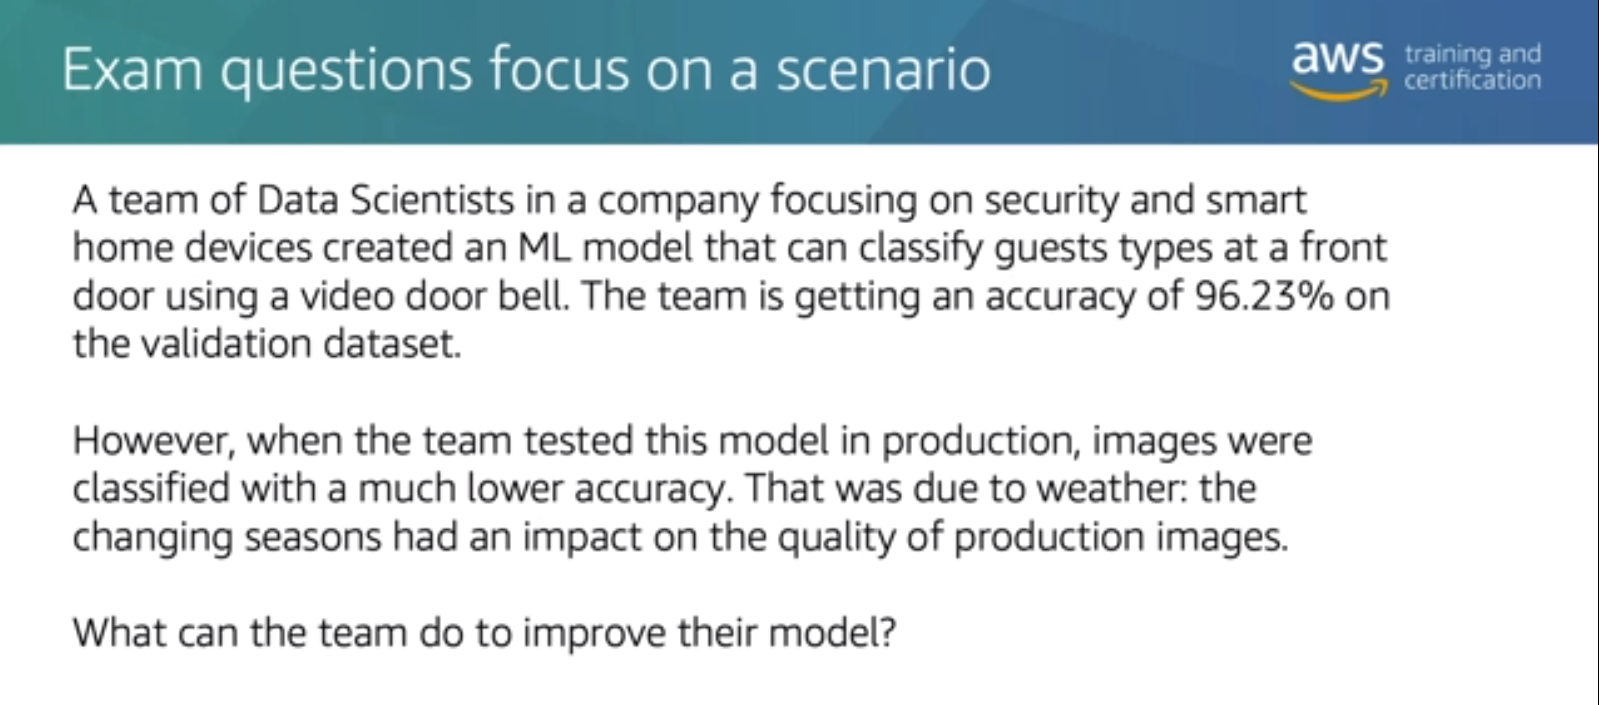 Exam questions focus on a scenario
aws training and
certification
A team of Data Scientists in a company focusing on security and smart
home devices created an ML model that can classify guests types at a front
door using a video door bell. The team is getting an accuracy of 96.23% on
the validation dataset.
However, when the team tested this model in production, images were
classified with a much lower accuracy. That was due to weather: the
changing seasons had an impact on the quality of production images.
What can the team do to improve their model?